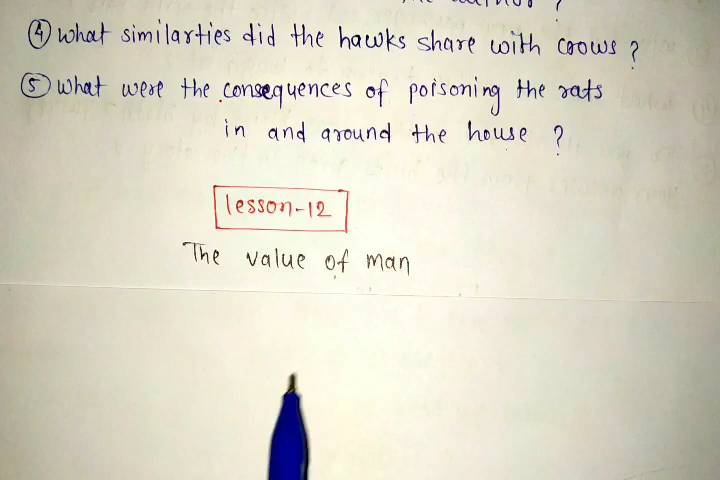 ④ what similarties did the hawks share with crows ?
⑤ what were the consequences of poisoning the rats
in and around the house ?
lesson-12
The value of man